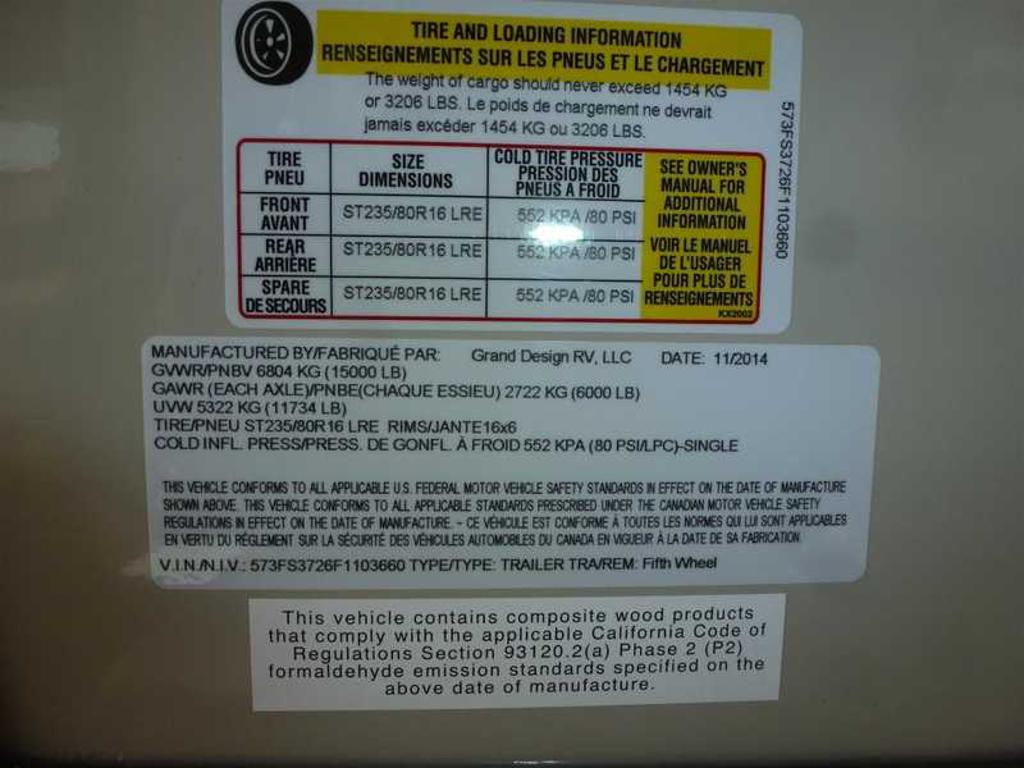 TIRE AND LOADING INFORMATION
RENSEIGNEMENTS SUR LES PNEUS ET LE CHARGEMENT
The weight of cargo should never exceed 1454 KG
or 3206 LBS. Le poids de chargement ne devrait
jamais excéder 1454 KG ou 3206 LBS.
573FS3726F1103660
TIRE
PNEU
SIZE
DIMENSIONS
COLD TIRE PRESSURE
PRESSION DES
PNEUS A FROID
FRONT
AVANT
ST235/80R16 LRE
552 KPA /80 PSI
REAR
ARRIÈRE
ST235/80R16 LRE
552 KPA /80 PSI
SPARE
DE SECOURS
ST235/80R16 LRE
552 KPA /80 PSI
SEE OWNER'S
MANUAL FOR
ADDITIONAL
INFORMATION
VOIR LE MANUEL
DE L'USAGER
POUR PLUS DE
RENSEIGNEMENTS
KX2002
MANUFACTURED BY/FABRIQUÉ PAR: Grand Design RV, LLC DATE: 11/2014
GVWR/PNBV 6804 KG (15000 LB)
GAWR (EACH AXLE)/PNBE(CHAQUE ESSIEU) 2722 KG (6000 LB)
UVW 5322 KG (11734 LB)
TIRE/PNEU ST235/80R16 LRE RIMS/JANTE16x6
COLD INFL. PRESS/PRESS. DE GONFL. À FROID 552 KPA (80 PSI/LPC)-SINGLE
THIS VEHICLE CONFORMS TO ALL APPLICABLE U.S. FEDERAL MOTOR VEHICLE SAFETY STANDARDS IN EFFECT ON THE DATE OF MANUFACTURE
SHOWN ABOVE. THIS VEHICLE CONFORMS TO ALL APPLICABLE STANDARDS PRESCRIBED UNDER THE CANADIAN MOTOR VEHICLE SAFETY
REGULATIONS IN EFFECT ON THE DATE OF MANUFACTURE. - CE VÉHICULE EST CONFORME À TOUTES LES NORMES QUI LUI SONT APPLICABLES
EN VERTU DU RÉGLEMENT SUR LA SÉCURITÉ DES VÉHICULES AUTOMOBILES DU CANADA EN VIGUEUR À LA DATE DE SA FABRICATION.
V.I.N./N.I.V.: 573FS3726F1103660 TYPE/TYPE: TRAILER TRA/REM: Fifth Wheel
This vehicle contains composite wood products
that comply with the applicable California Code of
Regulations Section 93120.2(a) Phase 2 (P2)
formaldehyde emission standards specified on the
above date of manufacture.